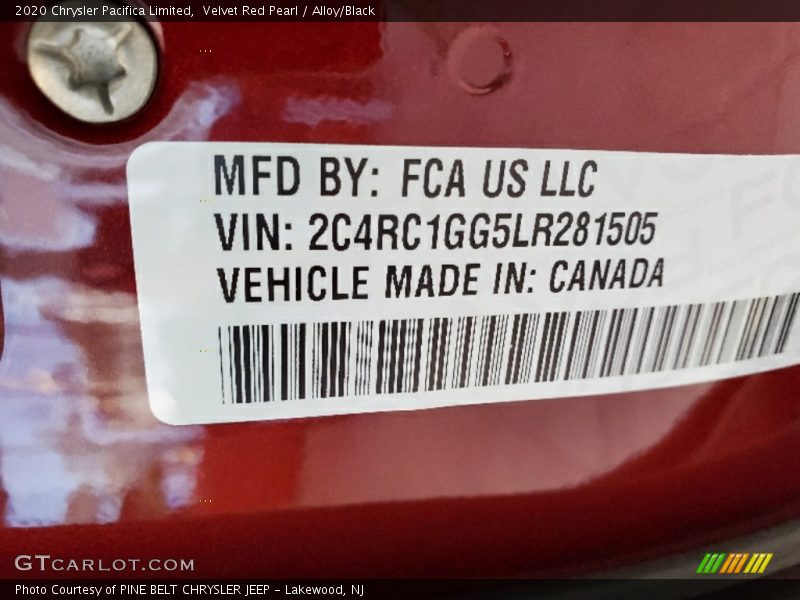 2020 Chrysler Pacifica Limited, Velvet Red Pearl / Alloy/Black
MFD BY: FCA US LLC
VIN: 2C4RC1GG5LR281505
VEHICLE MADE IN: CANADA
GTCARLOT.COM
Photo Courtesy of PINE BELT CHRYSLER JEEP - Lakewood, NJ